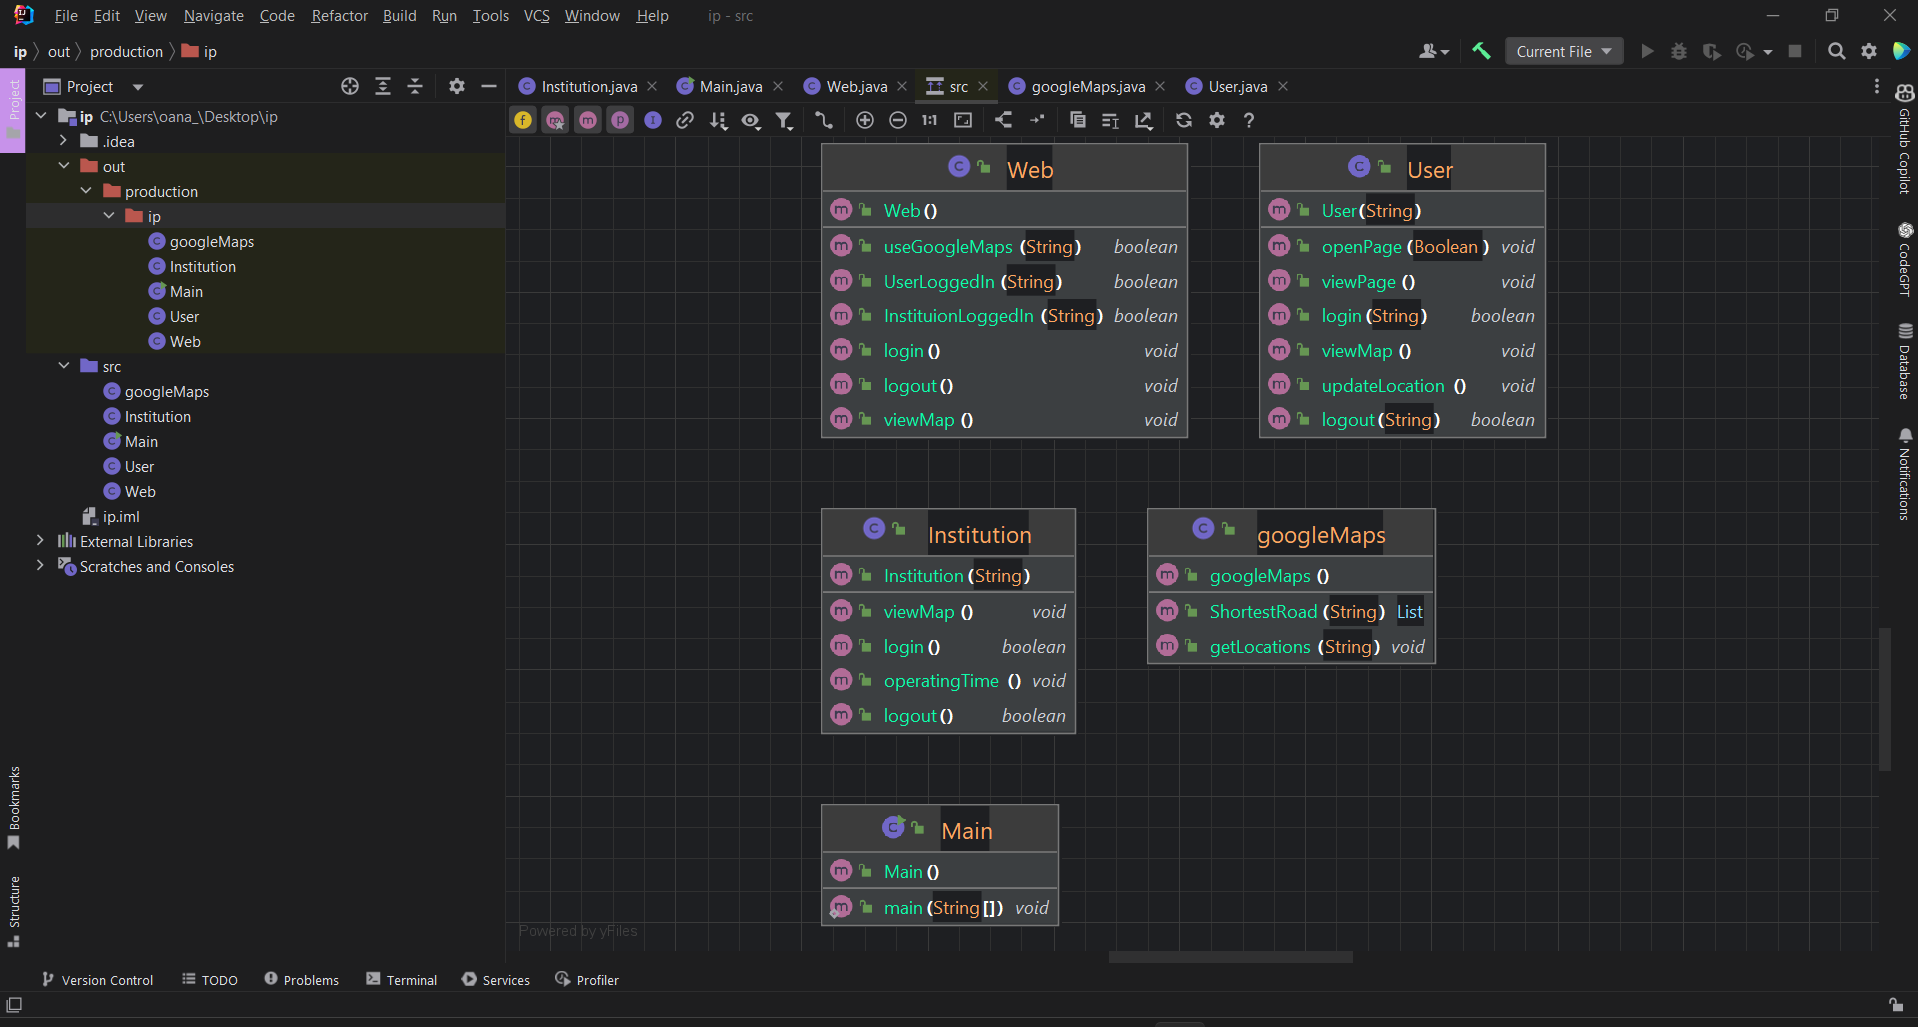 File Edit View Navigate Code Refactor Build Run Tools VCS Window Help ip - src
ip out production ip
Current File
Project
Institution.java Main.java Web.java src googleMaps.java User.java
Project
ip C:\Users\oana_\Desktop\ip
.idea
out
production
ip
googleMaps
Institution
Main
User
Web
src
googleMaps
Institution
Main
User
Web
ip.iml
External Libraries
Scratches and Consoles
1:1
Web
Web()
useGoogleMaps (String) boolean
UserLoggedIn (String) boolean
InstituionLoggedIn (String) boolean
login() void
logout() void
viewMap () void
User
User(String)
openPage (Boolean ) void
viewPage () void
login (String) boolean
viewMap () void
updateLocation () void
logout(String) boolean
Institution
Institution(String)
viewMap () void
login() boolean
operatingTime () void
logout() boolean
googleMaps
googleMaps ()
ShortestRoad (String) List
getLocations (String) void
Main
Main()
main(String[]) void
Powered by yFiles
GitHub Copilot
CodeGPT
Database
Notifications
Bookmarks
Structure
Version Control TODO Problems Terminal Services Profiler